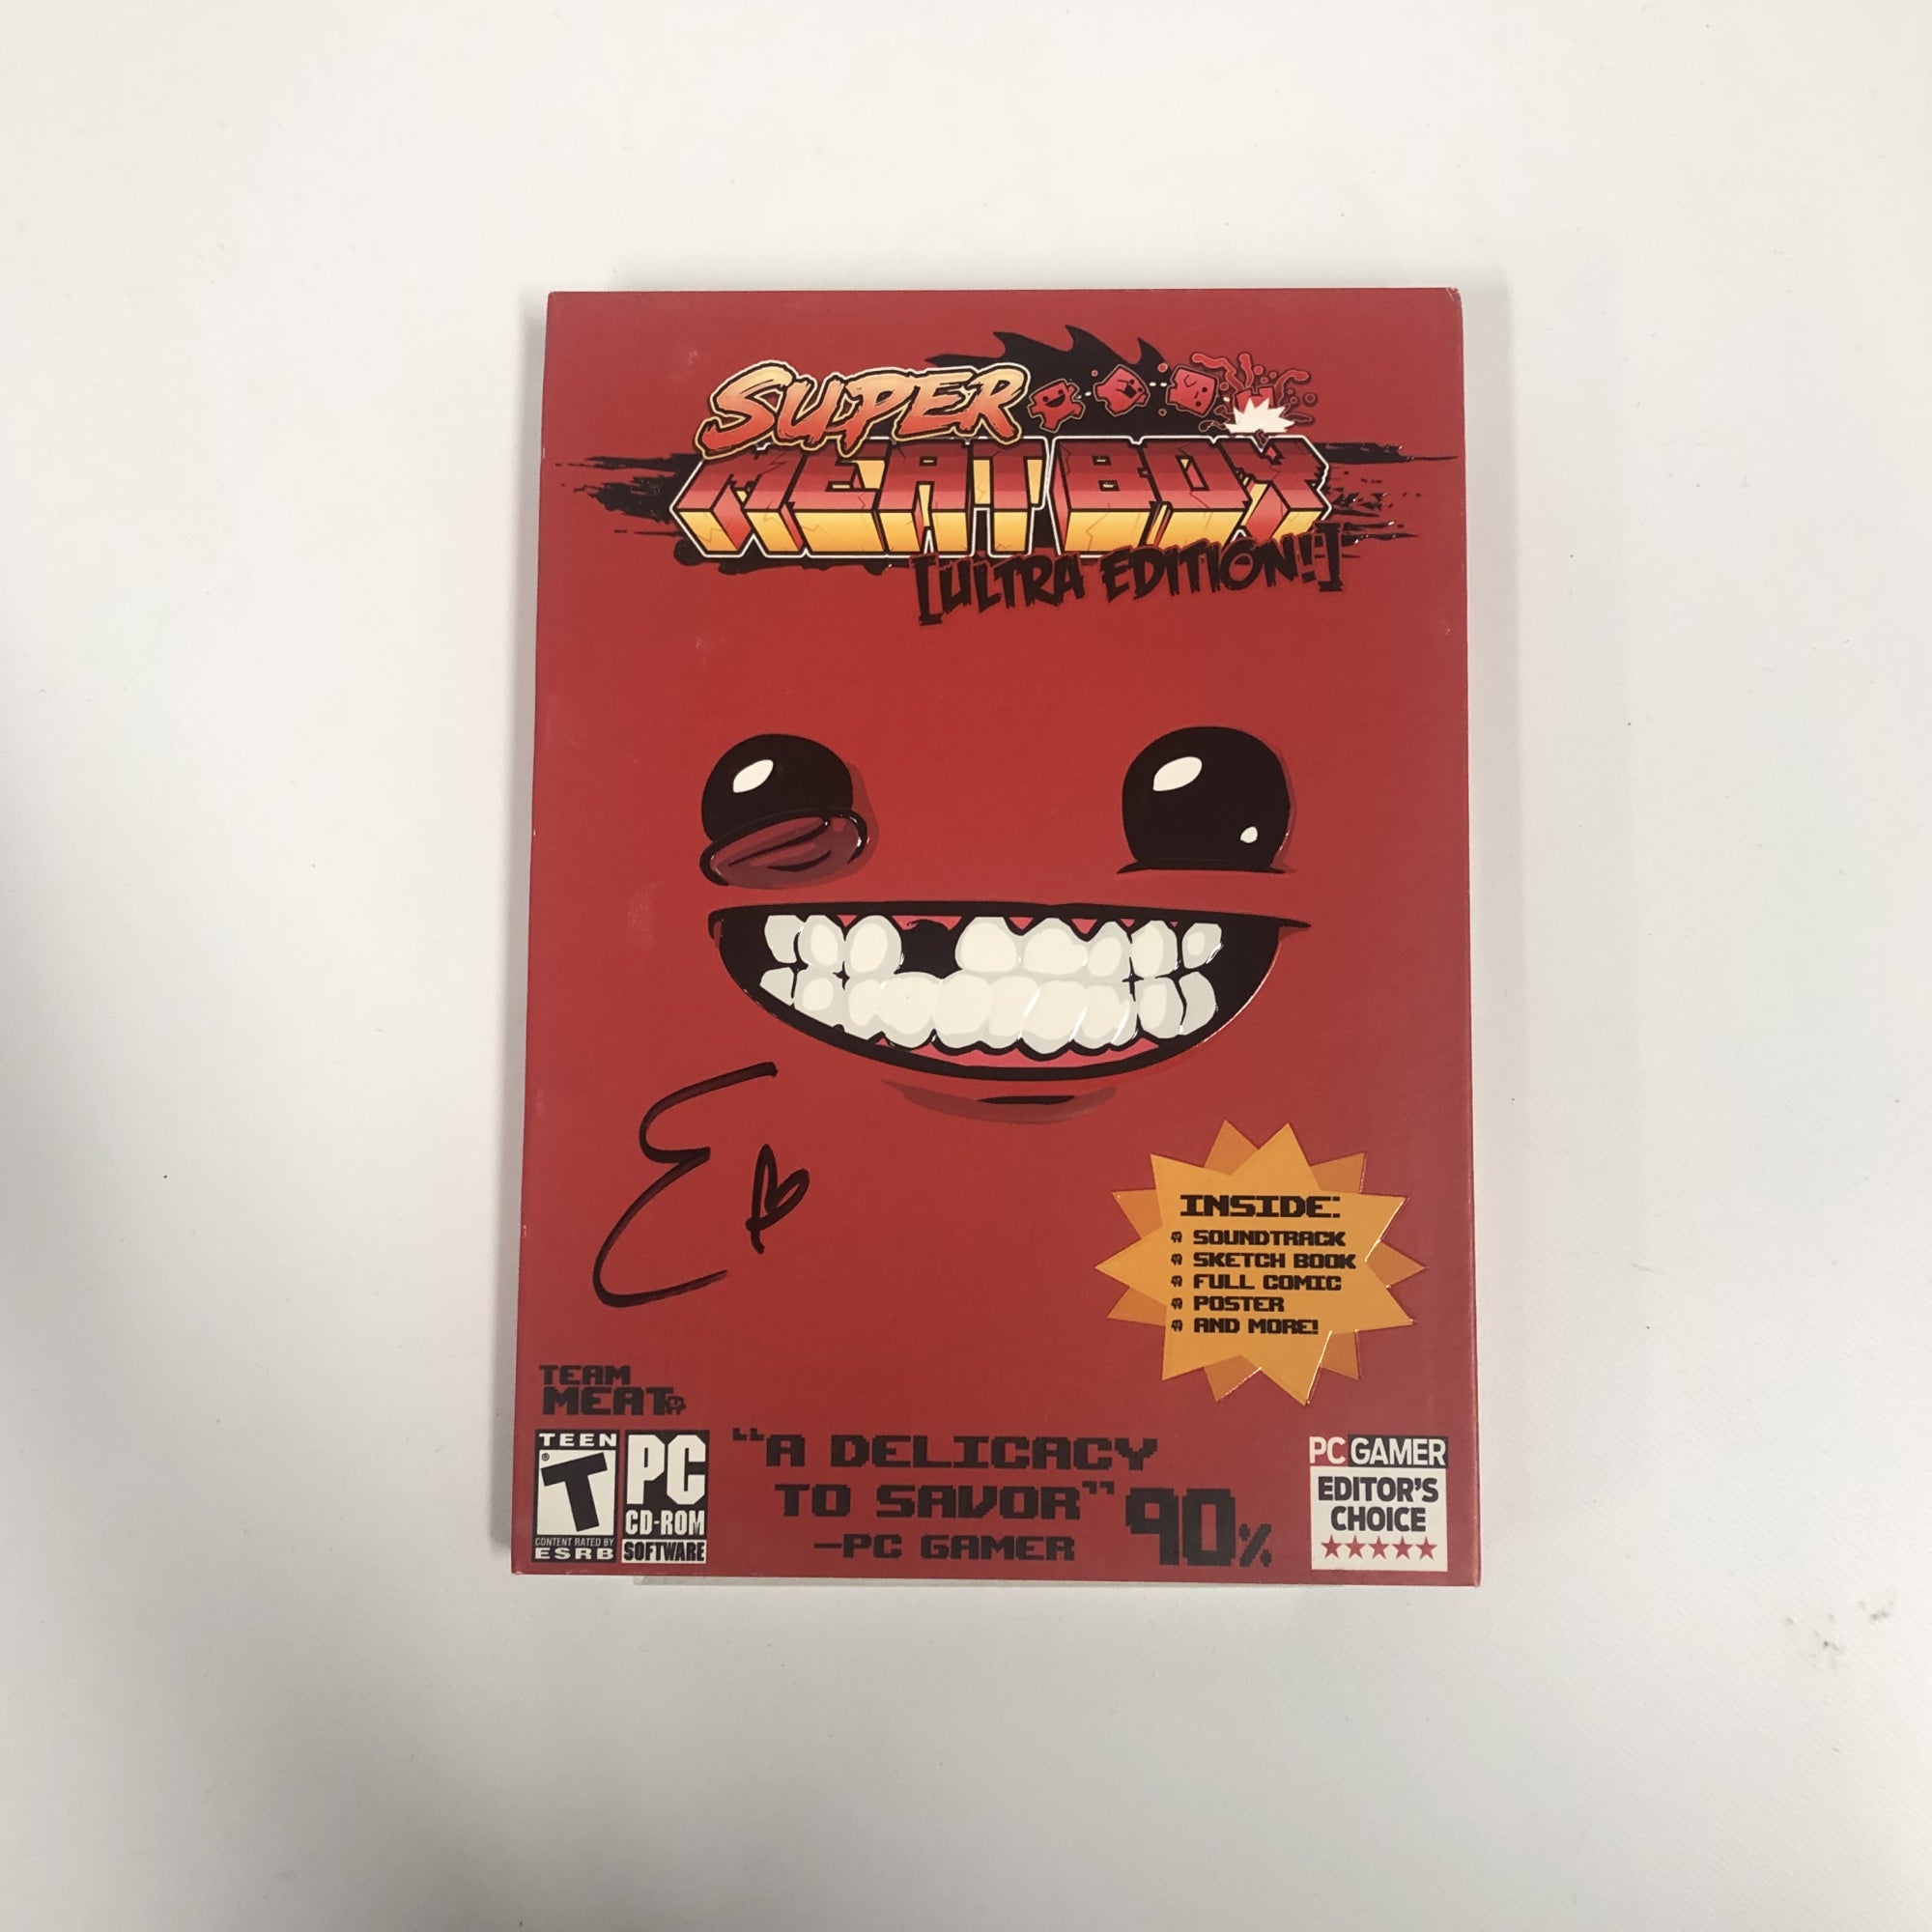 SUPER
MEAT BOY
[ULTRA EDITION!]
E
INSIDE:
SOUNDTRACK
SKETCH BOOK
FULL COMIC
POSTER
AND MORE!
TEAM
MEAT
TEEN
T
CONTENT RATED BY
ESRB
PC
CD-ROM
SOFTWARE
"A DELICACY
TO SAVOR"
-PC GAMER
90%
PC GAMER
EDITOR'S
CHOICE